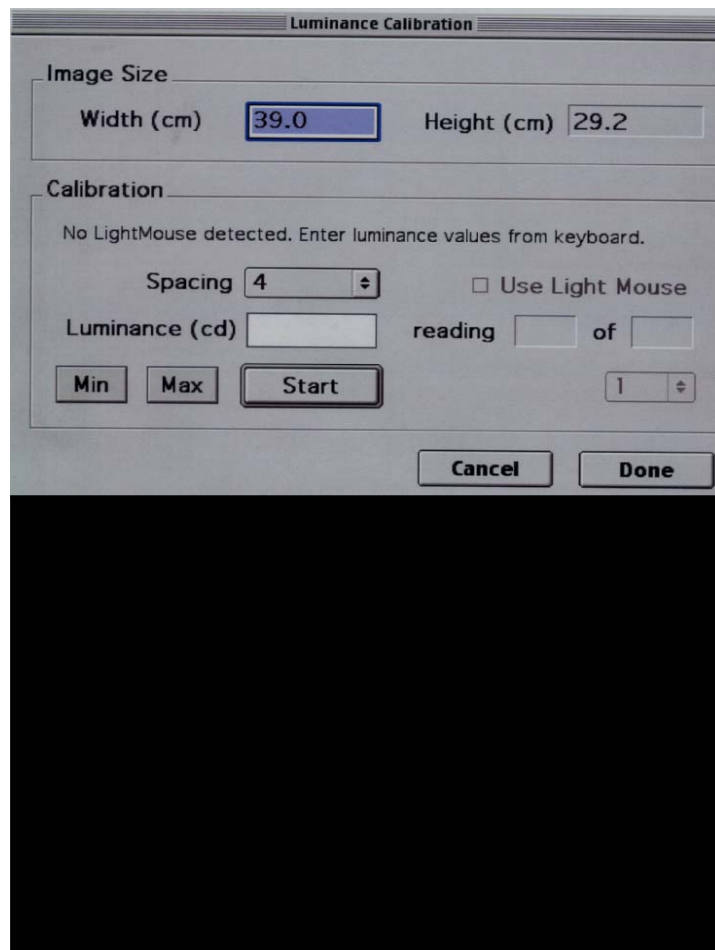 Luminance Calibration
Image Size
Width (cm) 39.0 Height (cm) 29.2
Calibration
No LightMouse detected. Enter luminance values from keyboard.
Spacing 4 Use Light Mouse
Luminance (cd) reading of
Min Max Start 1
Cancel Done